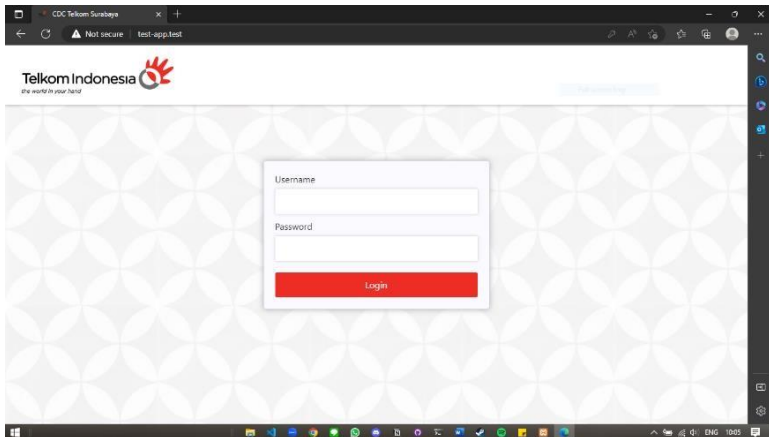 CDC Telkom Surabaya
Not secure
test-app.test
Telkom Indonesia
the world in your hand
Username
Password
Login
ENG
10:05